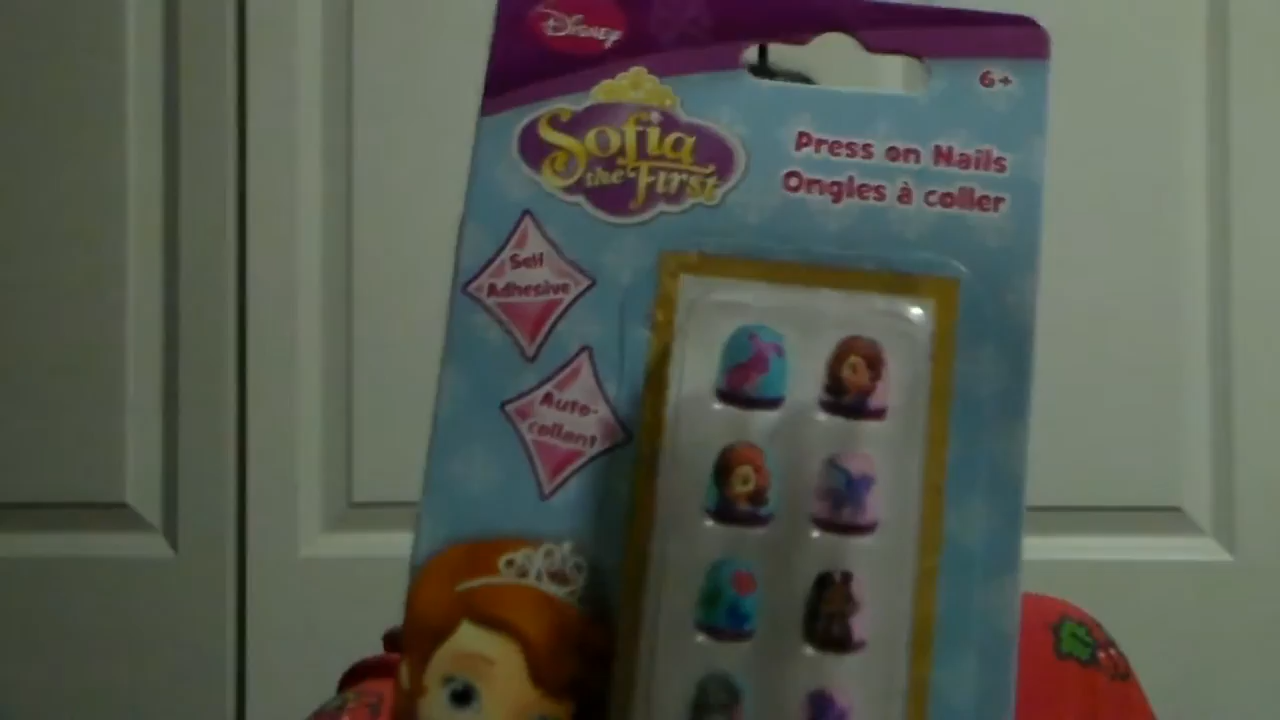 Disney
6+
Sofia
the First
Press on Nails
Ongles à coller
Self
Adhesive
Auto-
collant